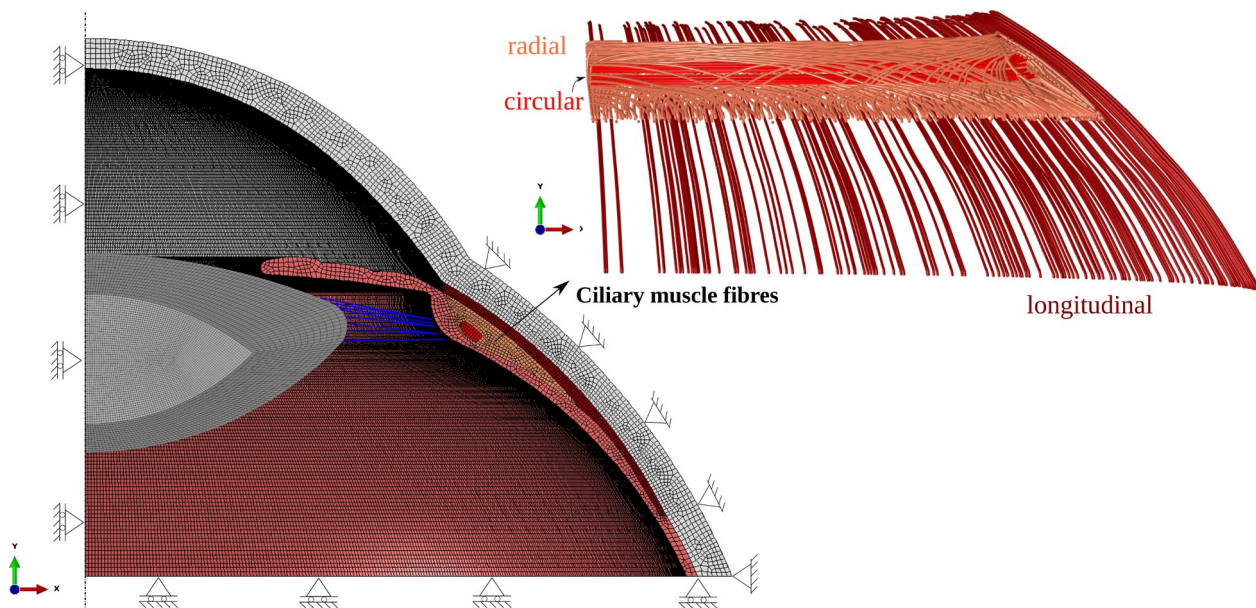 radial
circular
Y
X
Ciliary muscle fibres
longitudinal
Y
X